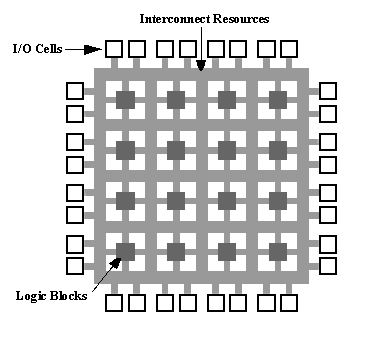 Interconnect Resources
I/O Cells
Logic Blocks